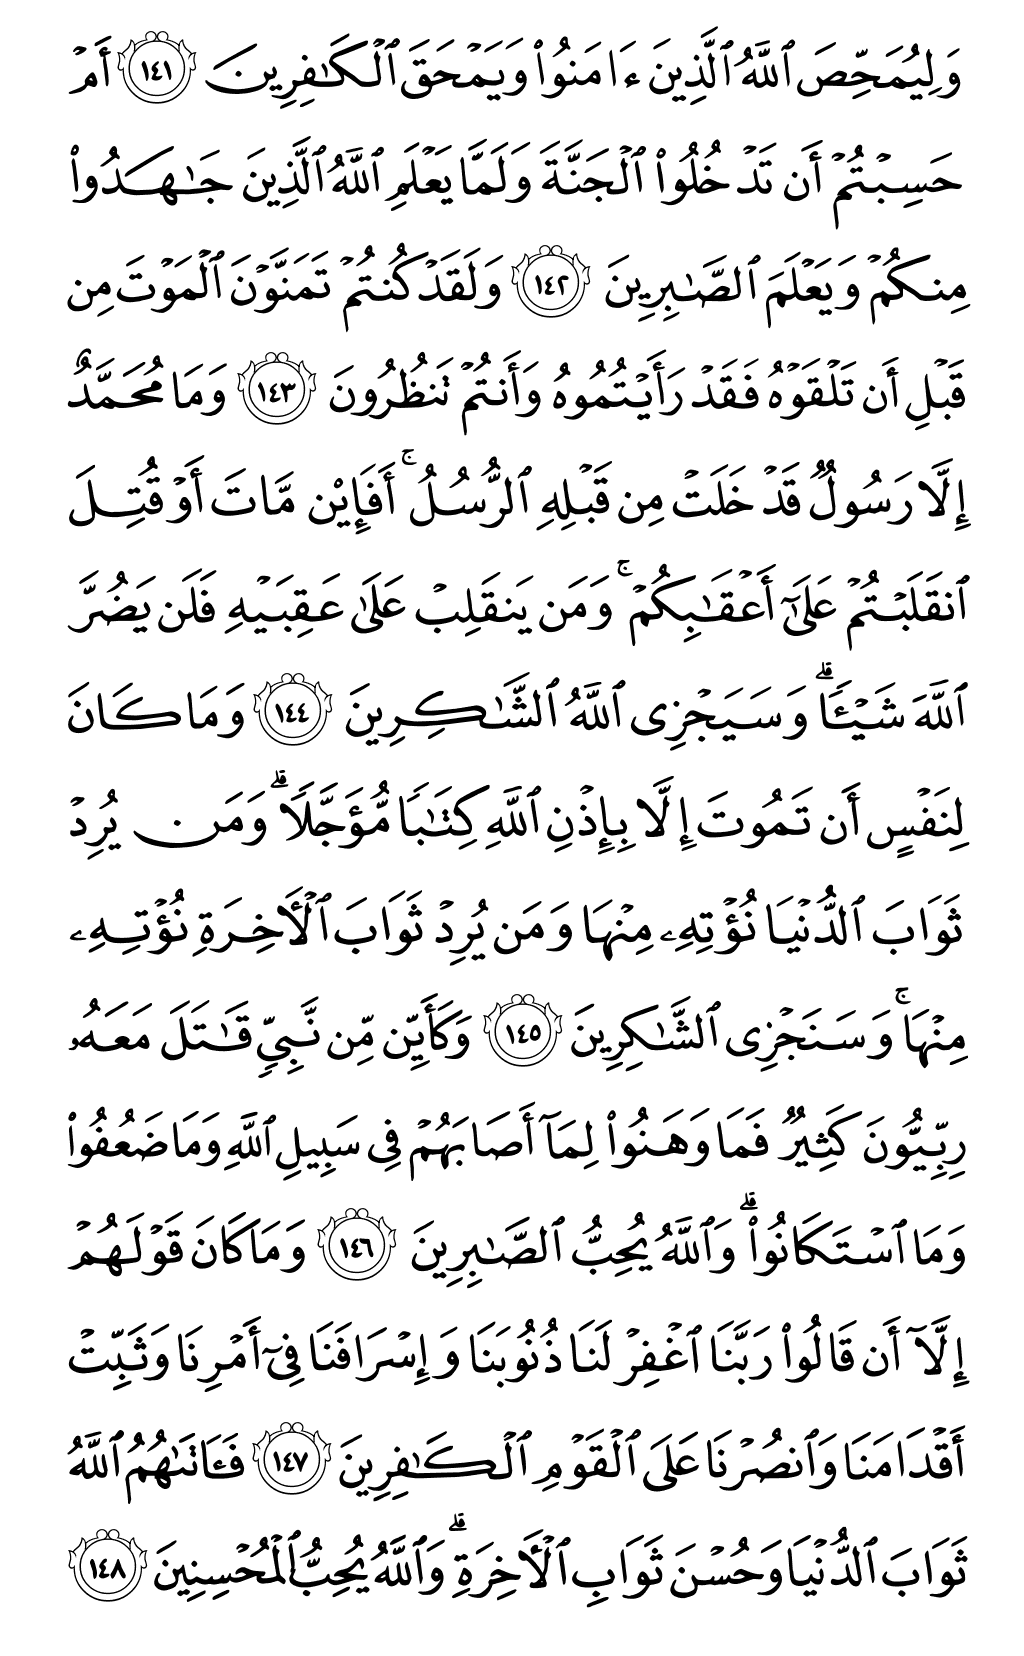 وَلِيُمَحِّصَ ٱللَّهُ ٱلَّذِينَ ءَامَنُوا۟ وَيَمْحَقَ ٱلْكَـٰفِرِينَ ١٤١ أَمْ
حَسِبْتُمْ أَن تَدْخُلُوا۟ ٱلْجَنَّةَ وَلَمَّا يَعْلَمِ ٱللَّهُ ٱلَّذِينَ جَـٰهَدُوا۟
مِنكُمْ وَيَعْلَمَ ٱلصَّـٰبِرِينَ ١٤٢ وَلَقَدْ كُنتُمْ تَمَنَّوْنَ ٱلْمَوْتَ مِن
قَبْلِ أَن تَلْقَوْهُ فَقَدْ رَأَيْتُمُوهُ وَأَنتُمْ تَنظُرُونَ ١٤٣ وَمَا مُحَمَّدٌ
إِلَّا رَسُولٌ قَدْ خَلَتْ مِن قَبْلِهِ ٱلرُّسُلُ ۚ أَفَإِي۟ن مَّاتَ أَوْ قُتِلَ
ٱنقَلَبْتُمْ عَلَىٰٓ أَعْقَـٰبِكُمْ ۚ وَمَن يَنقَلِبْ عَلَىٰ عَقِبَيْهِ فَلَن يَضُرَّ
ٱللَّهَ شَيْـًٔا ۗ وَسَيَجْزِى ٱللَّهُ ٱلشَّـٰكِرِينَ ١٤٤ وَمَا كَانَ
لِنَفْسٍ أَن تَمُوتَ إِلَّا بِإِذْنِ ٱللَّهِ كِتَـٰبًا مُّؤَجَّلًا ۗ وَمَن يُرِدْ
ثَوَابَ ٱلدُّنْيَا نُؤْتِهِۦ مِنْهَا وَمَن يُرِدْ ثَوَابَ ٱلْـَٔاخِرَةِ نُؤْتِهِۦ
مِنْهَا ۚ وَسَنَجْزِى ٱلشَّـٰكِرِينَ ١٤٥ وَكَأَيِّن مِّن نَّبِىٍّ قَـٰتَلَ مَعَهُۥ
رِبِّيُّونَ كَثِيرٌ فَمَا وَهَنُوا۟ لِمَآ أَصَابَهُمْ فِى سَبِيلِ ٱللَّهِ وَمَا ضَعُفُوا۟
وَمَا ٱسْتَكَانُوا۟ ۗ وَٱللَّهُ يُحِبُّ ٱلصَّـٰبِرِينَ ١٤٦ وَمَا كَانَ قَوْلَهُمْ
إِلَّآ أَن قَالُوا۟ رَبَّنَا ٱغْفِرْ لَنَا ذُنُوبَنَا وَإِسْرَافَنَا فِىٓ أَمْرِنَا وَثَبِّتْ
أَقْدَامَنَا وَٱنصُرْنَا عَلَى ٱلْقَوْمِ ٱلْكَـٰفِرِينَ ١٤٧ فَـَٔاتَىٰهُمُ ٱللَّهُ
ثَوَابَ ٱلدُّنْيَا وَحُسْنَ ثَوَابِ ٱلْـَٔاخِرَةِ ۗ وَٱللَّهُ يُحِبُّ ٱلْمُحْسِنِينَ ١٤٨